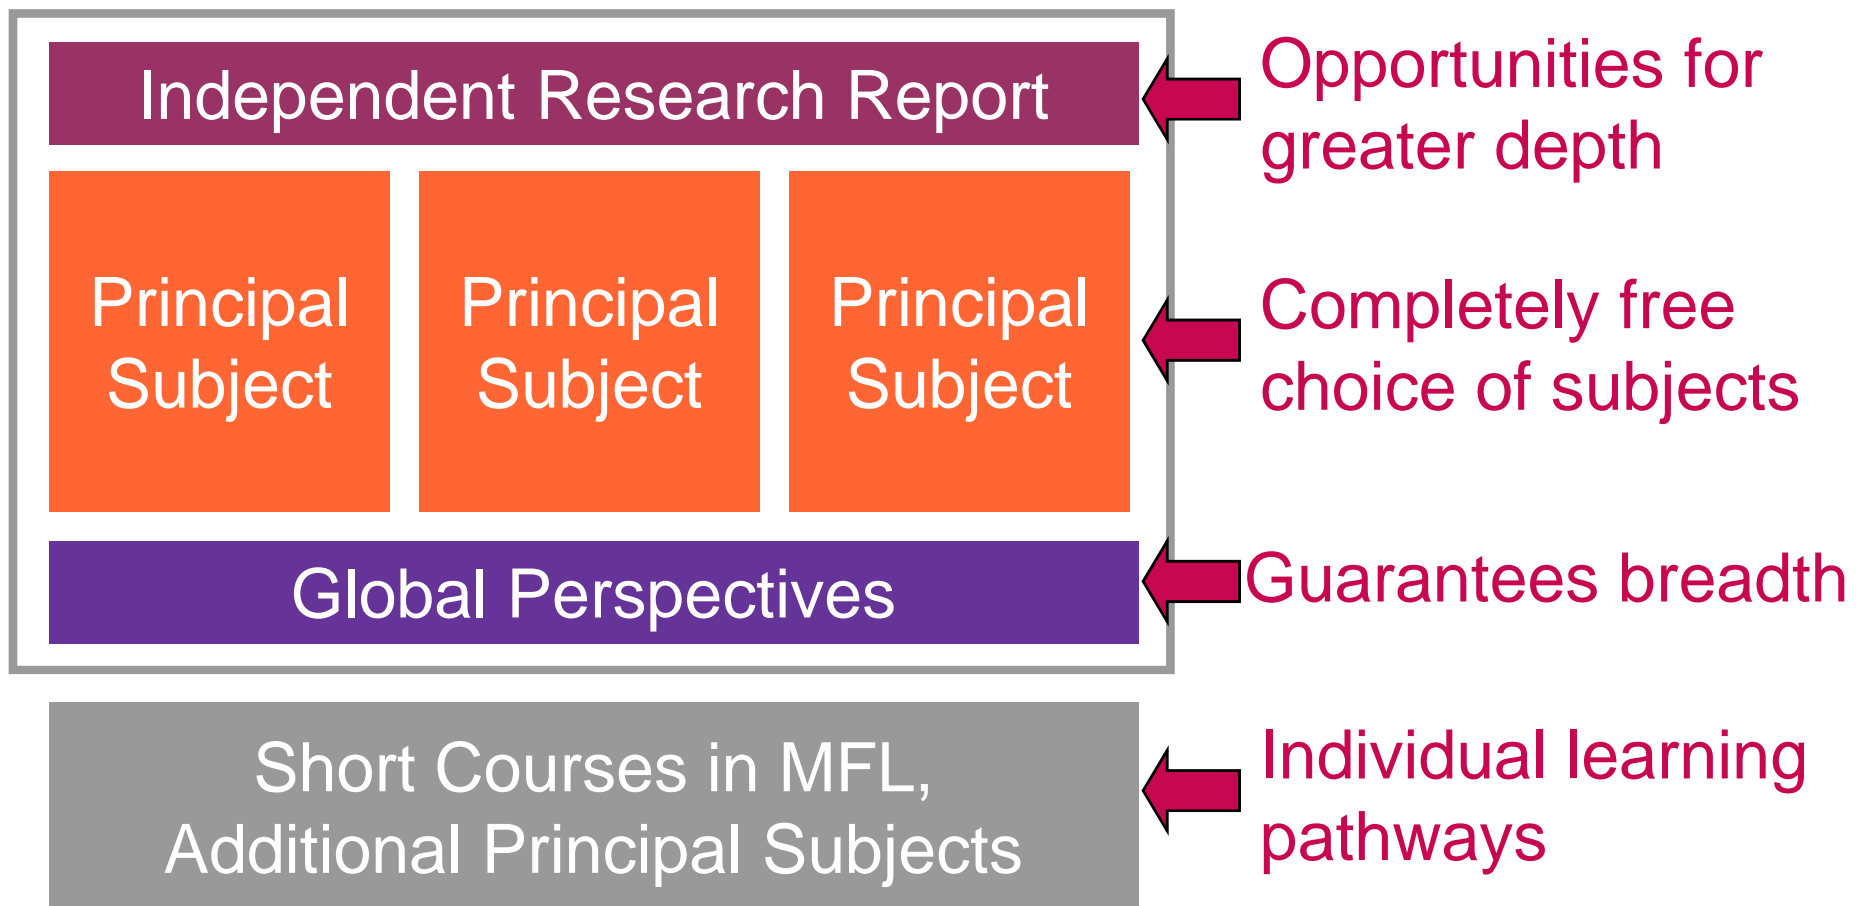 Independent Research Report
Opportunities for
greater depth
Principal
Subject
Principal
Subject
Principal
Subject
Completely free
choice of subjects
Global Perspectives
Guarantees breadth
Short Courses in MFL,
Additional Principal Subjects
Individual learning
pathways